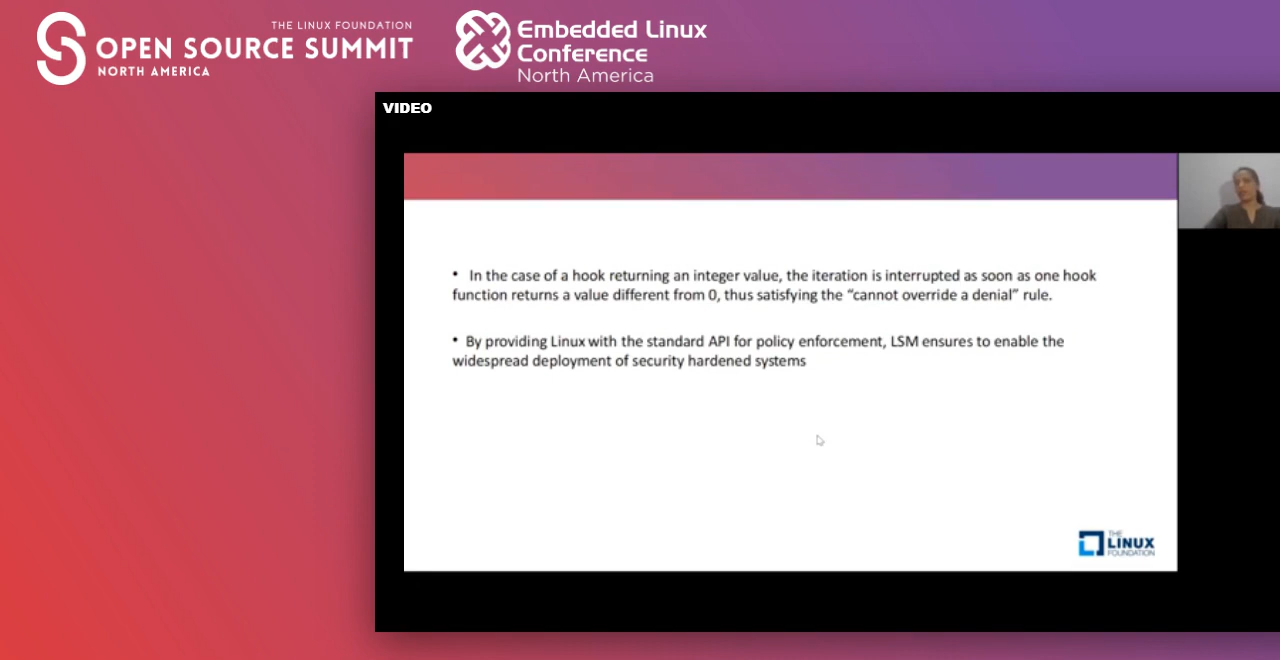 THE LINUX FOUNDATION
OPEN SOURCE SUMMIT
NORTH AMERICA
Embedded Linux
Conference
North America
VIDEO
• In the case of a hook returning an integer value, the iteration is interrupted as soon as one hook
function returns a value different from 0, thus satisfying the “cannot override a denial” rule.
• By providing Linux with the standard API for policy enforcement, LSM ensures to enable the
widespread deployment of security hardened systems
THE
LINUX
FOUNDATION